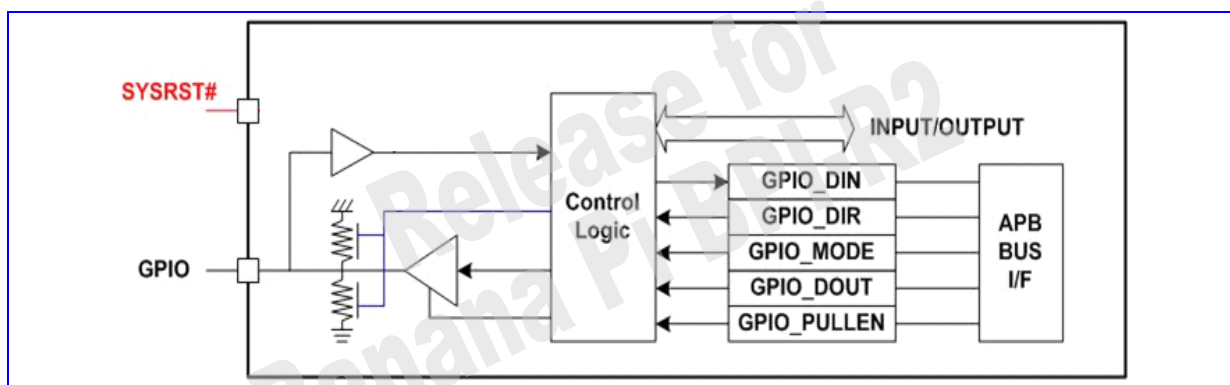 SYSRST#
INPUT/OUTPUT
GPIO_DIN
GPIO_DIR
GPIO_MODE
GPIO_DOUT
GPIO_PULLEN
Control
Logic
APB
BUS
I/F
GPIO
Release for
Banana Pi BPI-R2